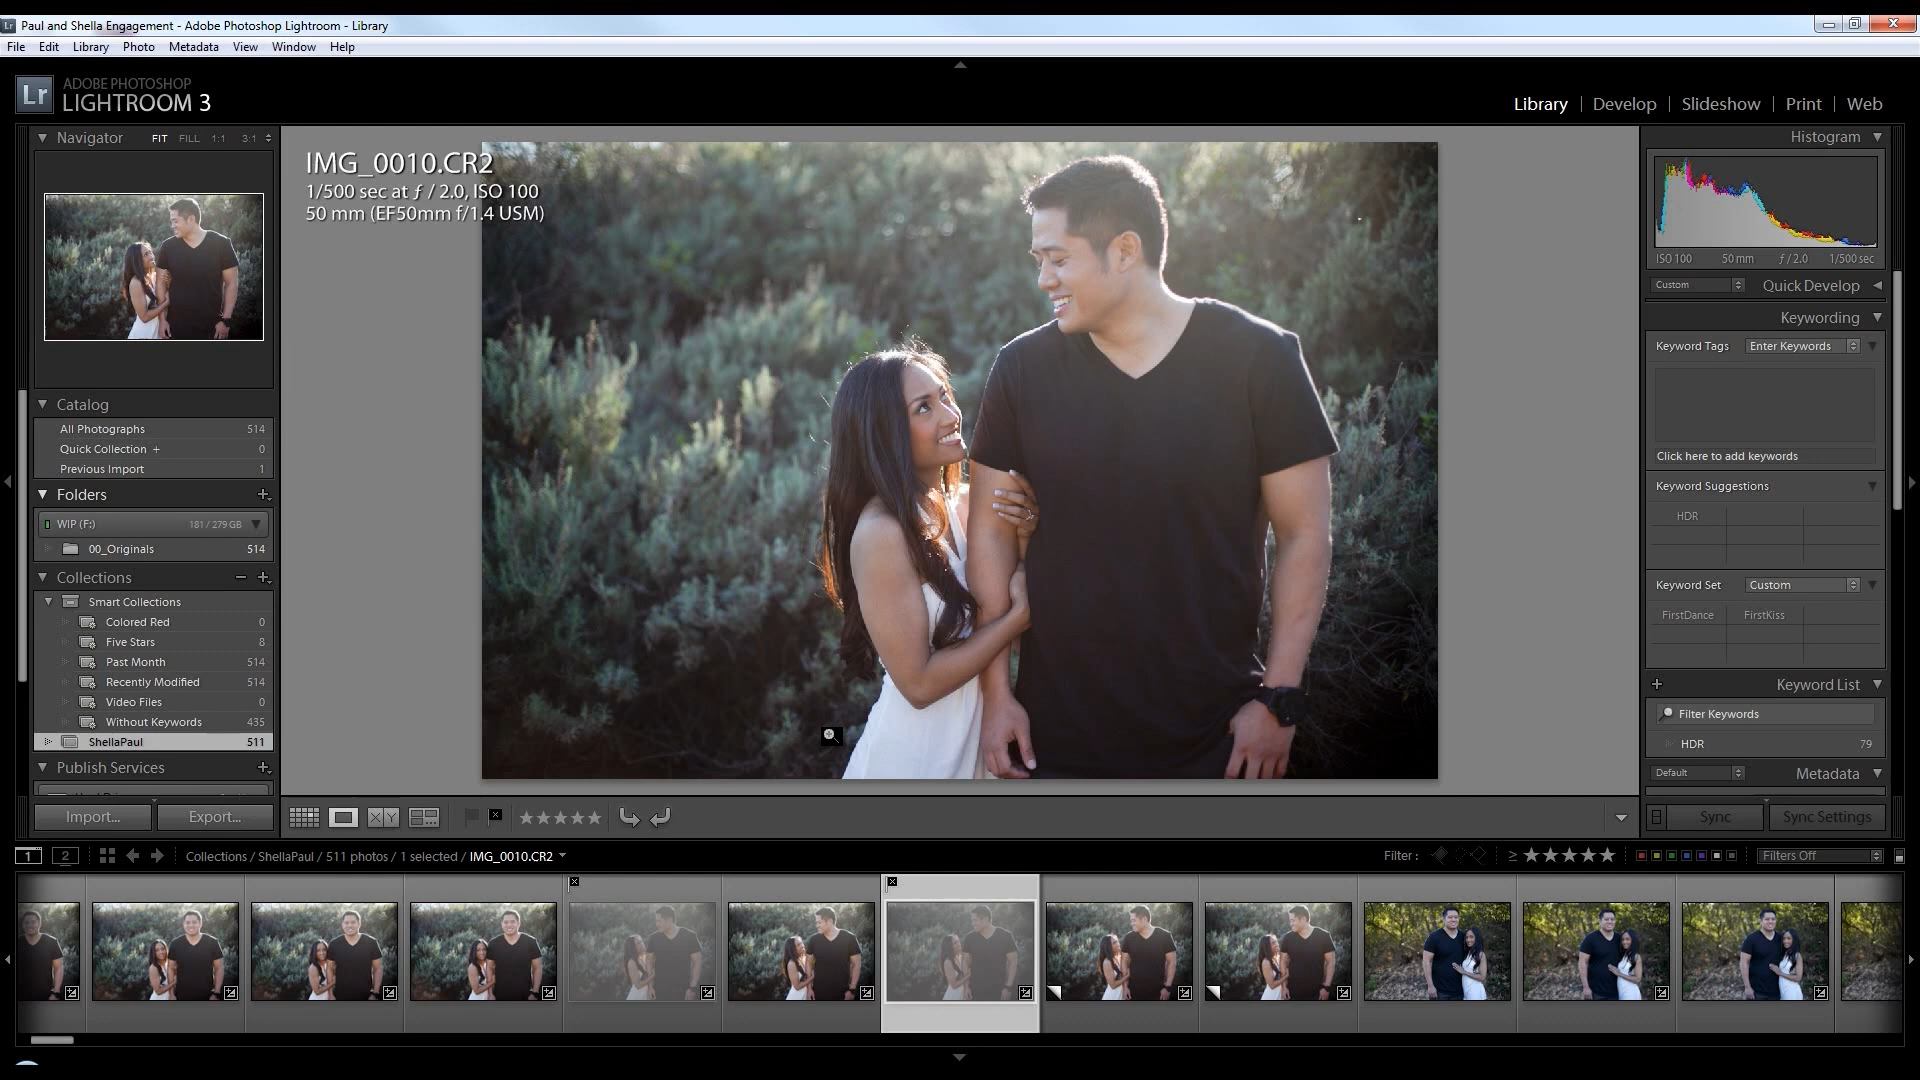 Paul and Shella Engagement - Adobe Photoshop Lightroom - Library
File Edit Library Photo Metadata View Window Help
Lr
ADOBE PHOTOSHOP
LIGHTROOM 3
Library | Develop | Slideshow | Print | Web
Navigator FIT FILL 1:1 3:1
Catalog
All Photographs 514
Quick Collection + 0
Previous Import 1
Folders
WIP (F:) 181 / 279 GB
00_Originals 514
Collections
Smart Collections
Colored Red 0
Five Stars 8
Past Month 514
Recently Modified 514
Video Files 0
Without Keywords 435
ShellaPaul 511
Publish Services
Import... Export...
IMG_0010.CR2
1/500 sec at ƒ / 2.0, ISO 100
50 mm (EF50mm f/1.4 USM)
Histogram
ISO 100 50 mm ƒ / 2.0 1/500 sec
Custom Quick Develop
Keywording
Keyword Tags Enter Keywords
Click here to add keywords
Keyword Suggestions
HDR
Keyword Set Custom
FirstDance FirstKiss
Keyword List
Filter Keywords
HDR 79
Default Metadata
Sync Sync Settings
XY
1 2 Collections / ShellaPaul / 511 photos / 1 selected / IMG_0010.CR2
Filter : ≥ Filters Off